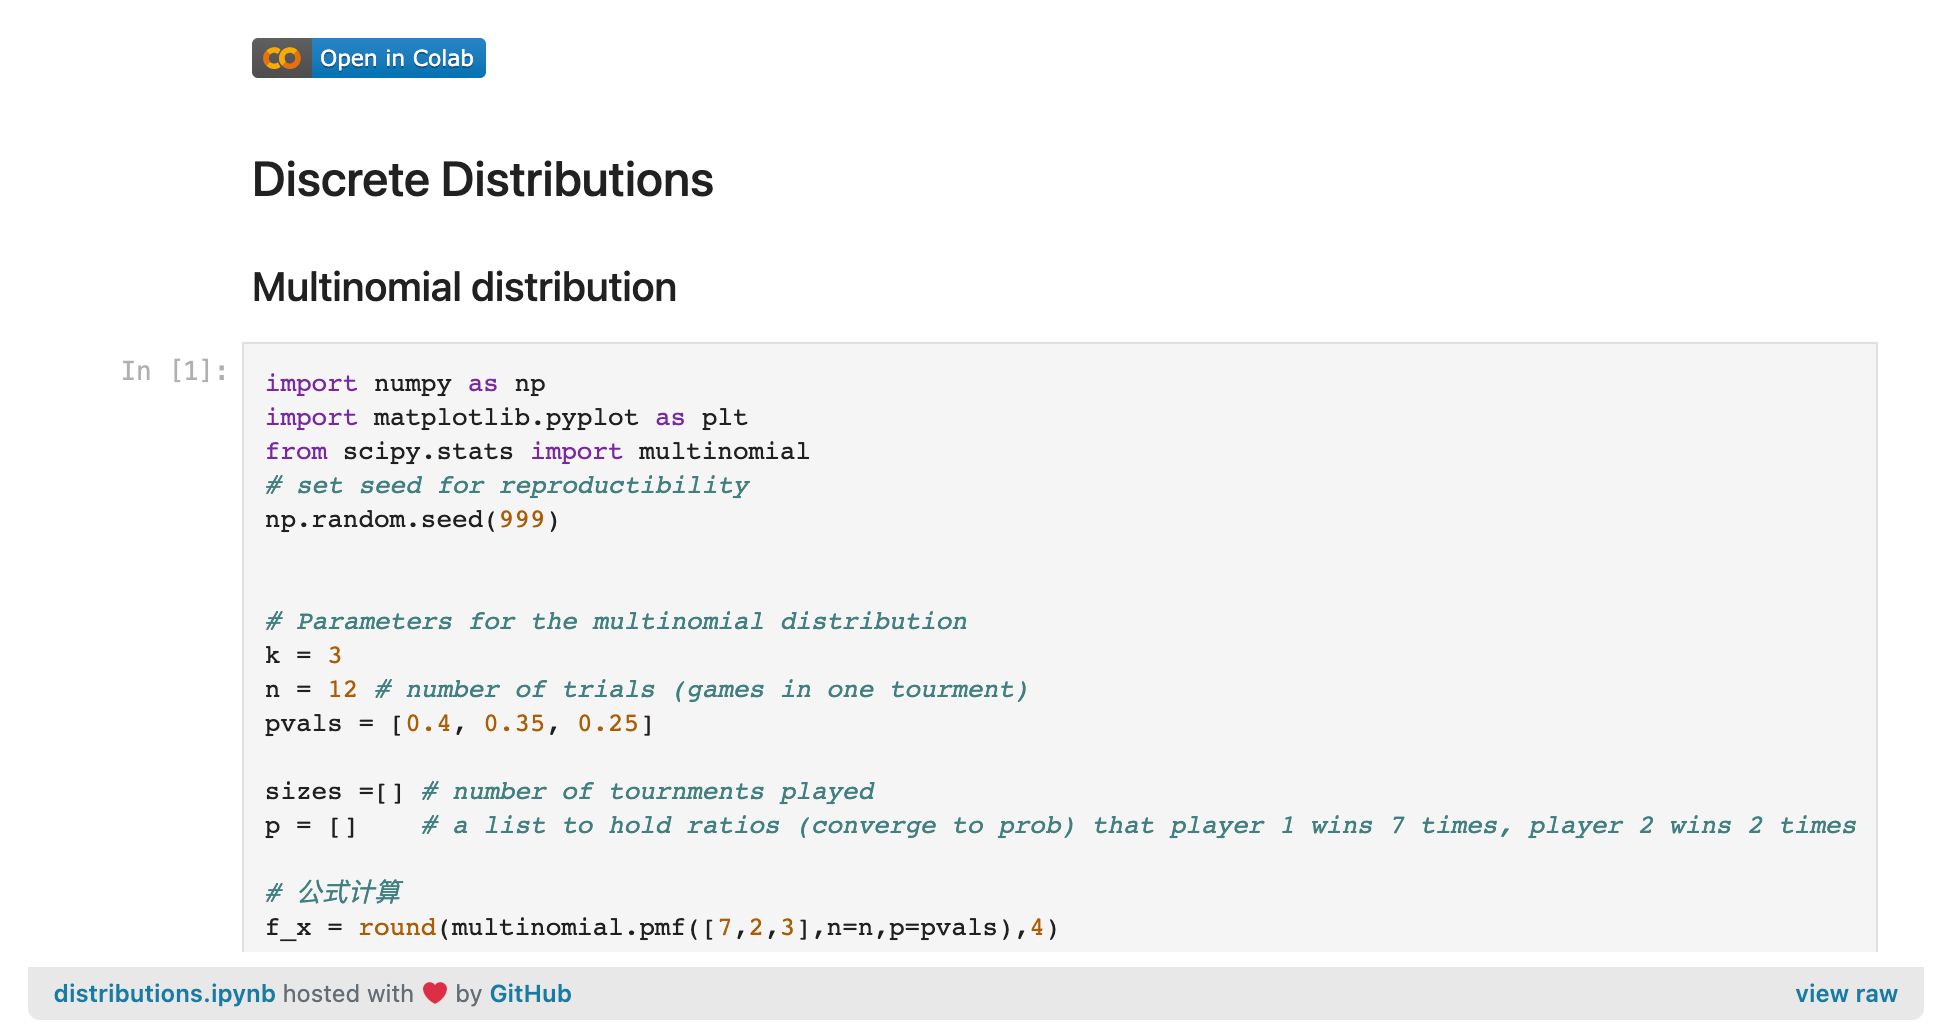 Open in Colab
Discrete Distributions
Multinomial distribution
In [1]:
import numpy as np
import matplotlib.pyplot as plt
from scipy.stats import multinomial
# set seed for reproductibility
np.random.seed(999)
# Parameters for the multinomial distribution
k = 3
n = 12 # number of trials (games in one tourment)
pvals = [0.4, 0.35, 0.25]
sizes =[] # number of tournments played
p = []    # a list to hold ratios (converge to prob) that player 1 wins 7 times, player 2 wins 2 times
# 公式计算
f_x = round(multinomial.pmf([7,2,3],n=n,p=pvals),4)
distributions.ipynb hosted with ❤ by GitHub
view raw